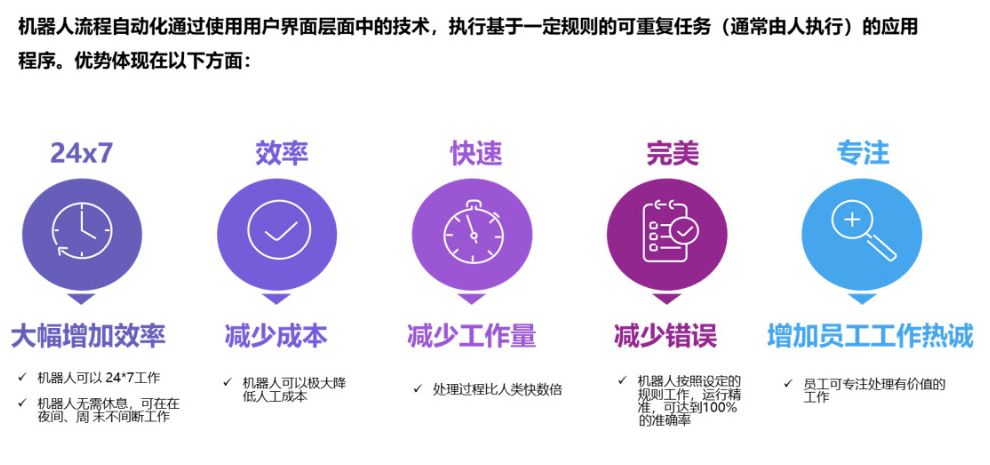 机器人流程自动化通过使用用户界面层面中的技术，执行基于一定规则的可重复任务（通常由人执行）的应用
程序。优势体现在以下方面：
24x7
效率
快速
完美
专注
大幅增加效率
减少成本
减少工作量
减少错误
增加员工工作热诚
✓ 机器人可以 24*7工作
✓ 机器人无需休息，可在在
夜间、周 末不间断工作
✓ 机器人可以极大降
低人工成本
✓ 处理过程比人类快数倍
✓ 机器人按照设定的
规则工作，运行精
准，可达到100%
的准确率
✓ 员工可专注处理有价值的
工作